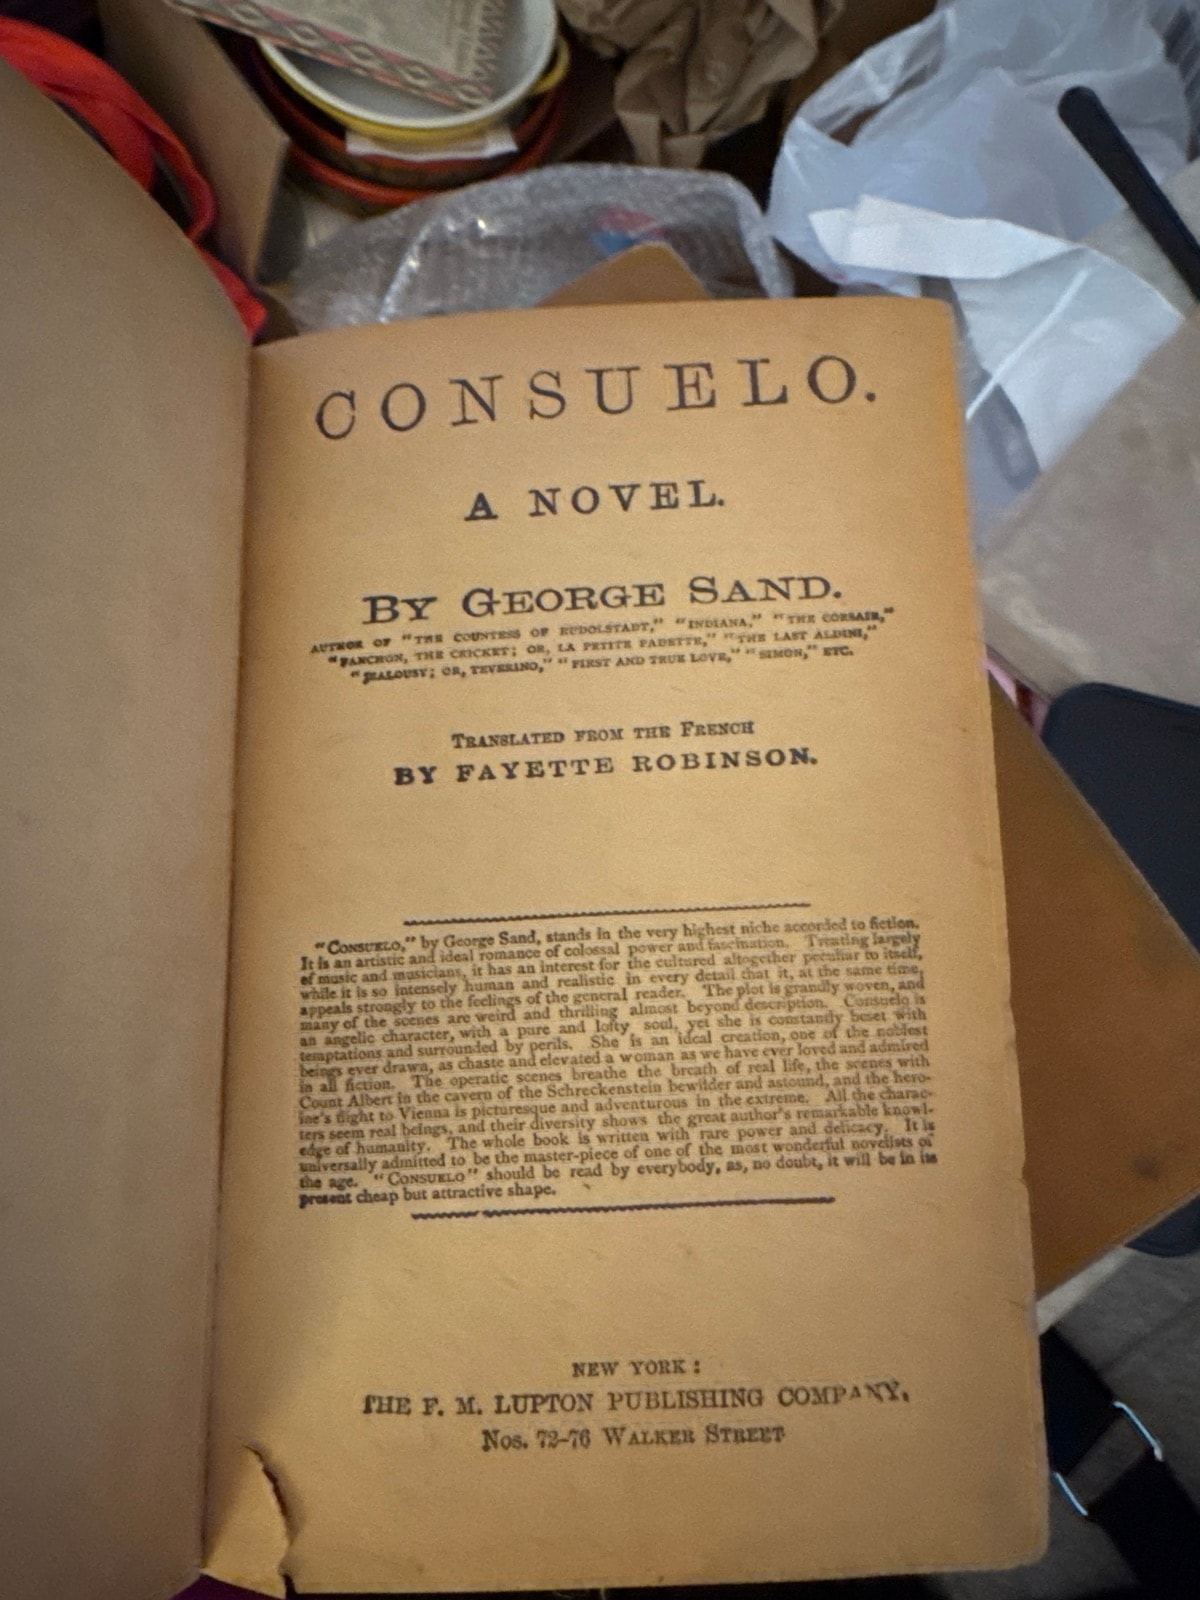 CONSUELO.
A NOVEL.
BY GEORGE SAND.
AUTHOR OF "THE COUNTESS OF RUDOLSTADT," "INDIANA," "THE CORSAIR,"
"FANCHON, THE CRICKET; OR, LA PETITE FADETTE," "THE LAST ALDINI,"
"JEALOUSY; OR, TEVERINO," "FIRST AND TRUE LOVE," "SIMON," ETC.
TRANSLATED FROM THE FRENCH
BY FAYETTE ROBINSON.
"CONSUELO," by George Sand, stands in the very highest niche accorded to fiction.
It is an artistic and ideal romance of colossal power and fascination. Treating largely
of music and musicians, it has an interest for the cultured altogether peculiar to itself,
while it is so intensely human and realistic in every detail that it, at the same time,
appeals strongly to the feelings of the general reader. The plot is grandly woven, and
many of the scenes are weird and thrilling almost beyond description. Consuelo is
an angelic character, with a pure and lofty soul, yet she is constantly beset with
temptations and surrounded by perils. She is an ideal creation, one of the noblest
beings ever drawn, as chaste and elevated a woman as we have ever loved and admired
in all fiction. The operatic scenes breathe the breath of real life, the scenes with
Count Albert in the cavern of the Schreckenstein bewilder and astound, and the hero-
ine's flight to Vienna is picturesque and adventurous in the extreme. All the charac-
ters seem real beings, and their diversity shows the great author's remarkable knowl-
edge of humanity. The whole book is written with rare power and delicacy. It is
universally admitted to be the master-piece of one of the most wonderful novelists of
the age. "CONSUELO" should be read by everybody, as, no doubt, it will be in its
present cheap but attractive shape.
NEW YORK:
THE F. M. LUPTON PUBLISHING COMPANY,
Nos. 72-76 WALKER STREET